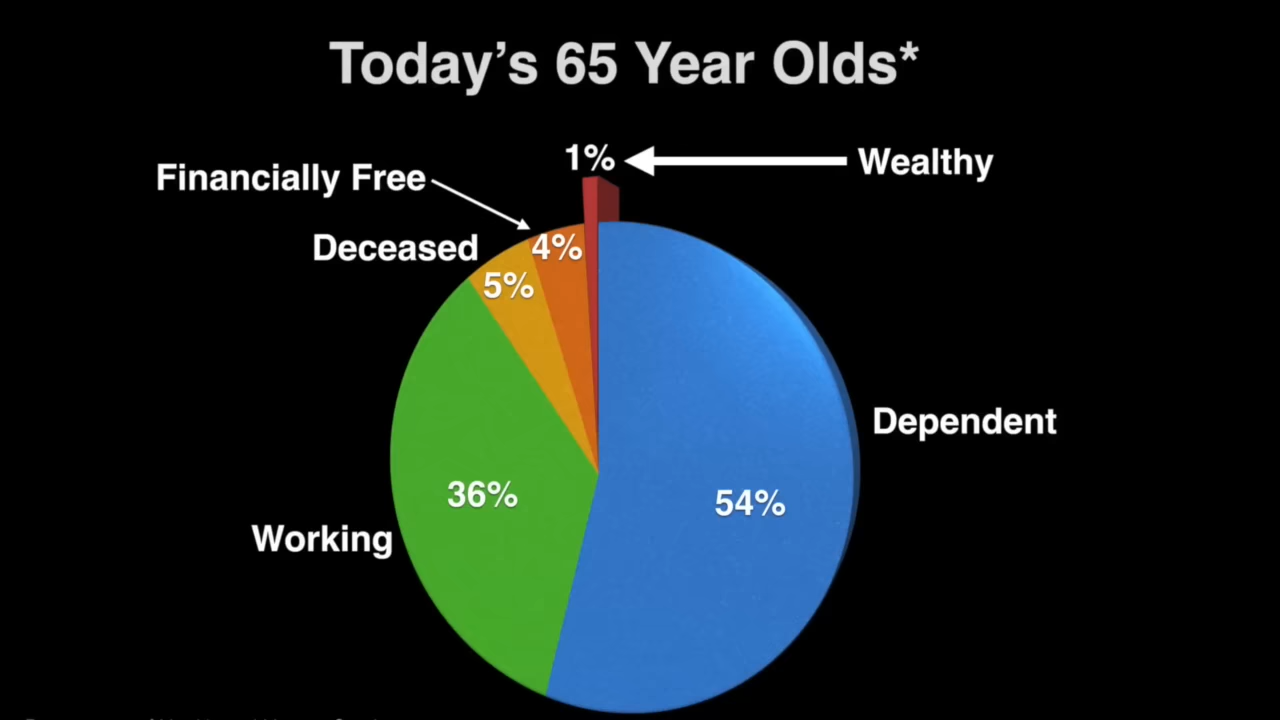 Today's 65 Year Olds*
1%
Wealthy
Financially Free
Deceased
4%
5%
Dependent
36%
54%
Working